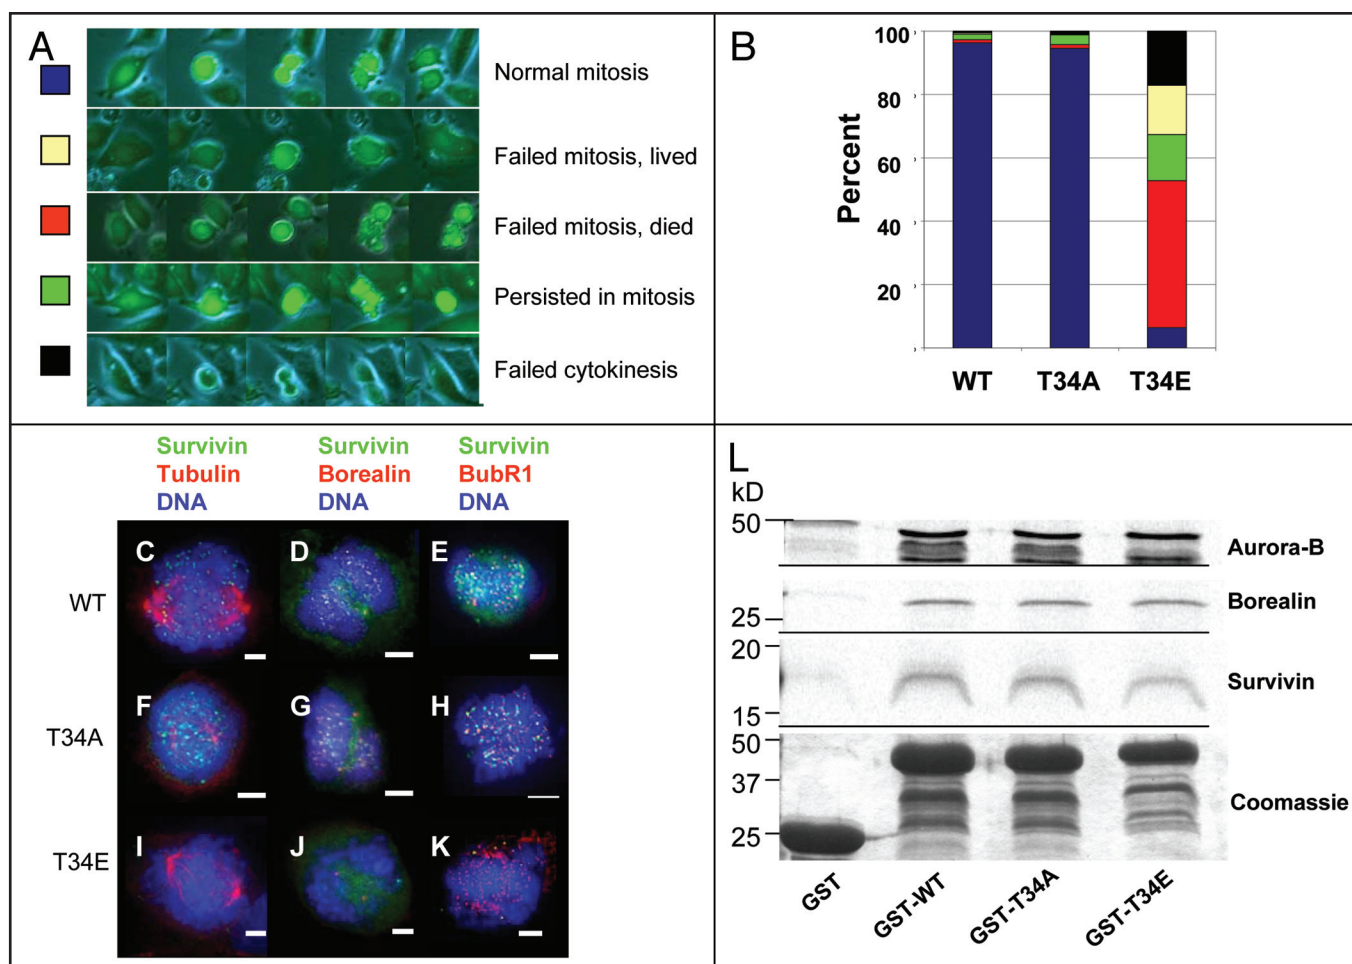 A
Normal mitosis
Failed mitosis, lived
Failed mitosis, died
Persisted in mitosis
Failed cytokinesis
B
Percent
100
80
60
40
20
WT
T34A
T34E
Survivin
Tubulin
DNA
Survivin
Borealin
DNA
Survivin
BubR1
DNA
WT
C
D
E
T34A
F
G
H
T34E
I
J
K
L
kD
50
Aurora-B
25
Borealin
20
15
Survivin
50
37
25
Coomassie
GST
GST-WT
GST-T34A
GST-T34E